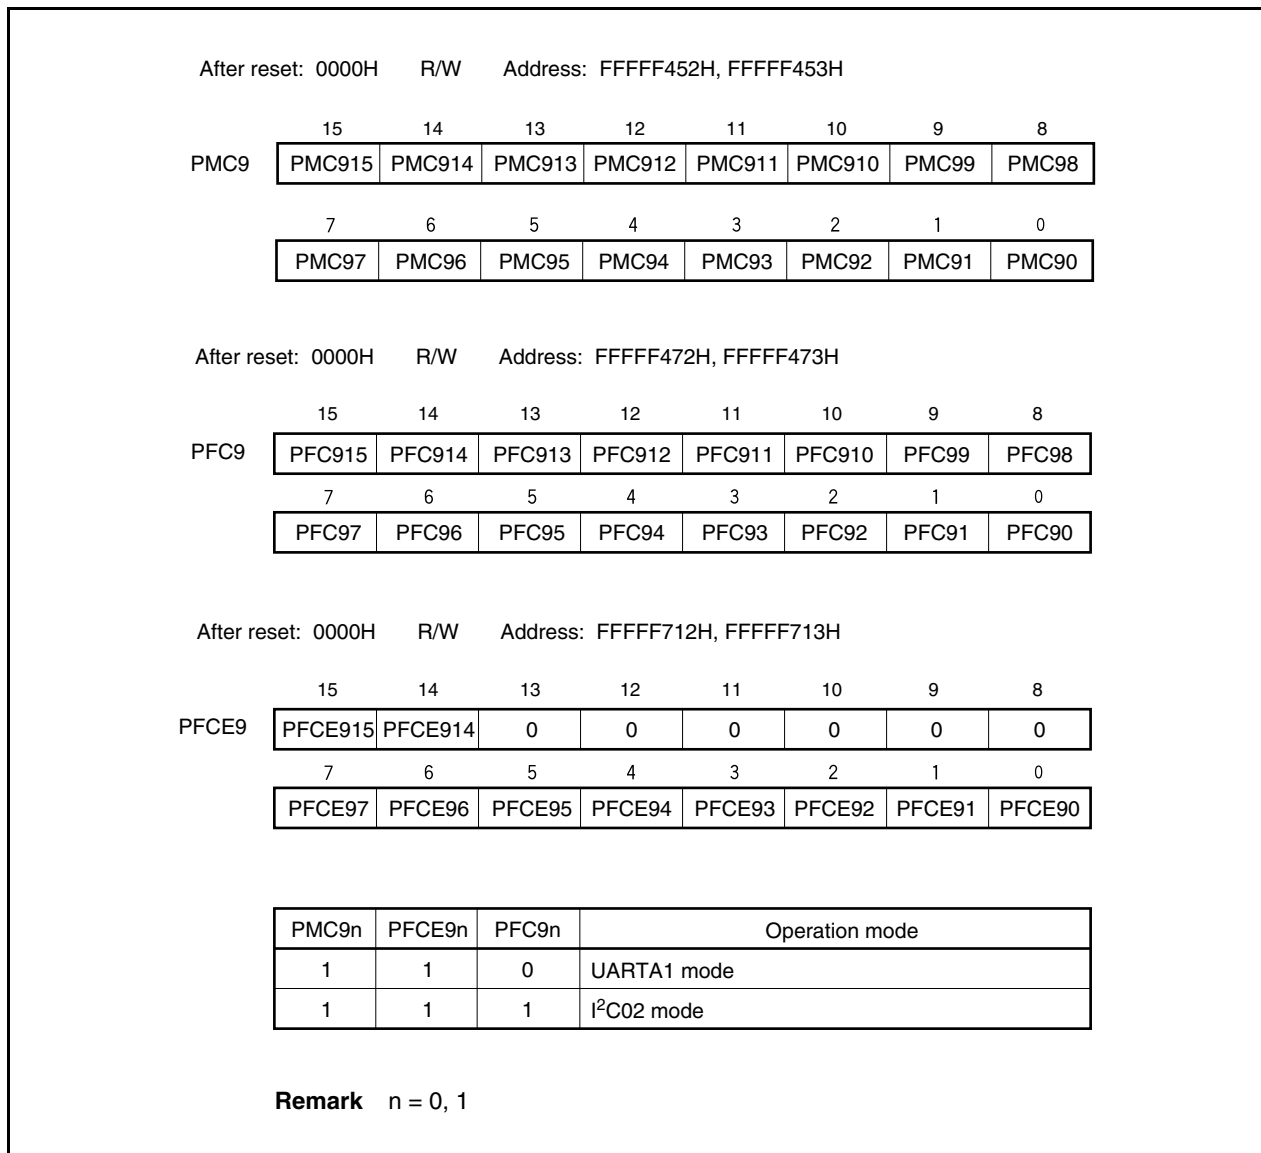 After reset: 0000H R/W Address: FFFFF452H, FFFFF453H
15 14 13 12 11 10 9 8
PMC9 PMC915 PMC914 PMC913 PMC912 PMC911 PMC910 PMC99 PMC98
7 6 5 4 3 2 1 0
PMC97 PMC96 PMC95 PMC94 PMC93 PMC92 PMC91 PMC90
After reset: 0000H R/W Address: FFFFF472H, FFFFF473H
15 14 13 12 11 10 9 8
PFC9 PFC915 PFC914 PFC913 PFC912 PFC911 PFC910 PFC99 PFC98
7 6 5 4 3 2 1 0
PFC97 PFC96 PFC95 PFC94 PFC93 PFC92 PFC91 PFC90
After reset: 0000H R/W Address: FFFFF712H, FFFFF713H
15 14 13 12 11 10 9 8
PFCE9 PFCE915 PFCE914 0 0 0 0 0 0
7 6 5 4 3 2 1 0
PFCE97 PFCE96 PFCE95 PFCE94 PFCE93 PFCE92 PFCE91 PFCE90
PMC9n PFCE9n PFC9n Operation mode
1 1 0 UARTA1 mode
1 1 1 I²C02 mode
Remark n = 0, 1